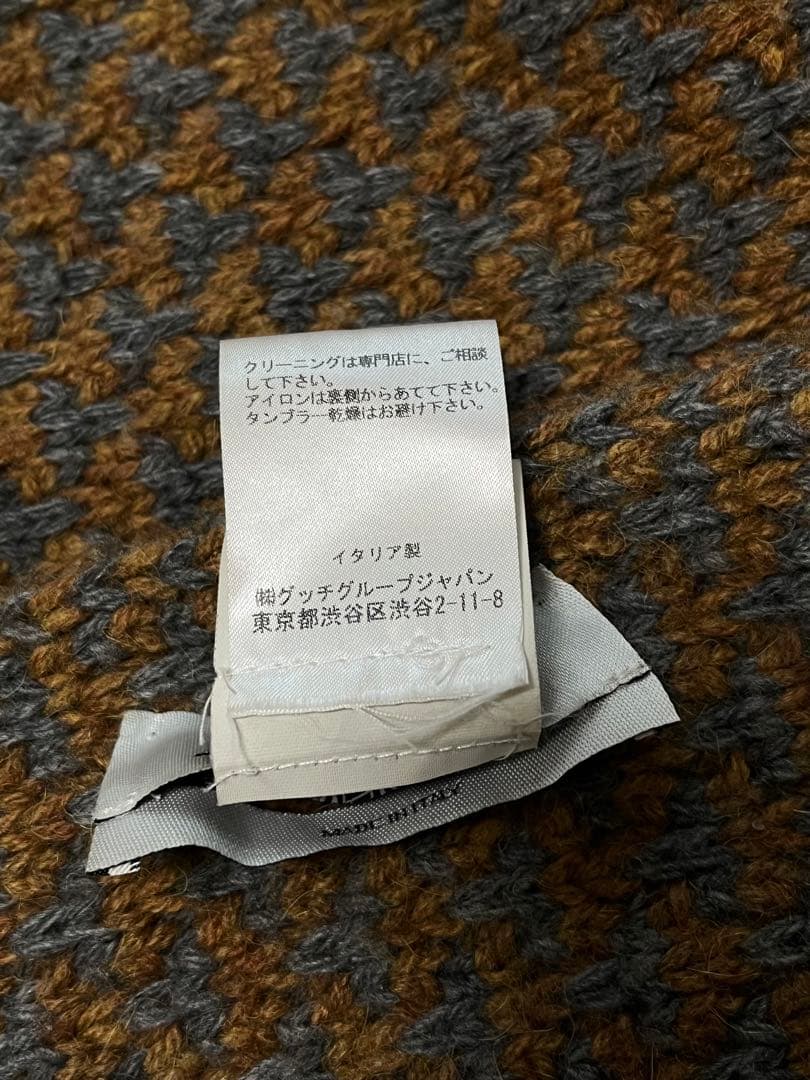 クリーニングは専門店に、ご相談
して下さい。
アイロンは裏側からあてて下さい。
タンブラー乾燥はお避け下さい。
イタリア製
㈱グッチグループジャパン
東京都渋谷区渋谷2-11-8
MADE IN ITALY